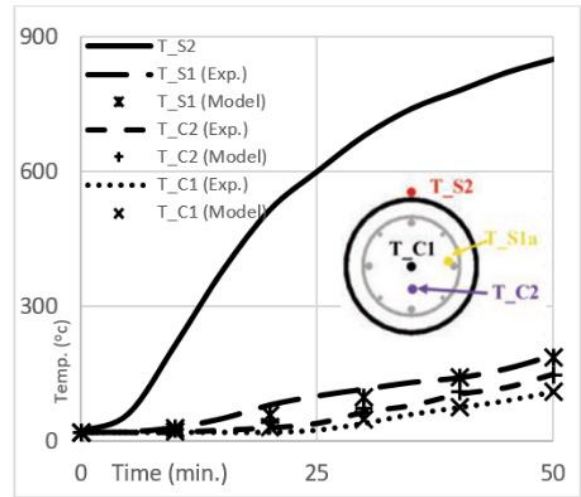 900
T_S2
T_S1 (Exp.)
T_S1 (Model)
T_C2 (Exp.)
600
T_C2 (Model)
T_C1 (Exp.)
T_C1 (Model)
T_S2
T_S1a
T_C1
T_C2
300
Temp. (°c)
0
0 Time (min.) 25 50